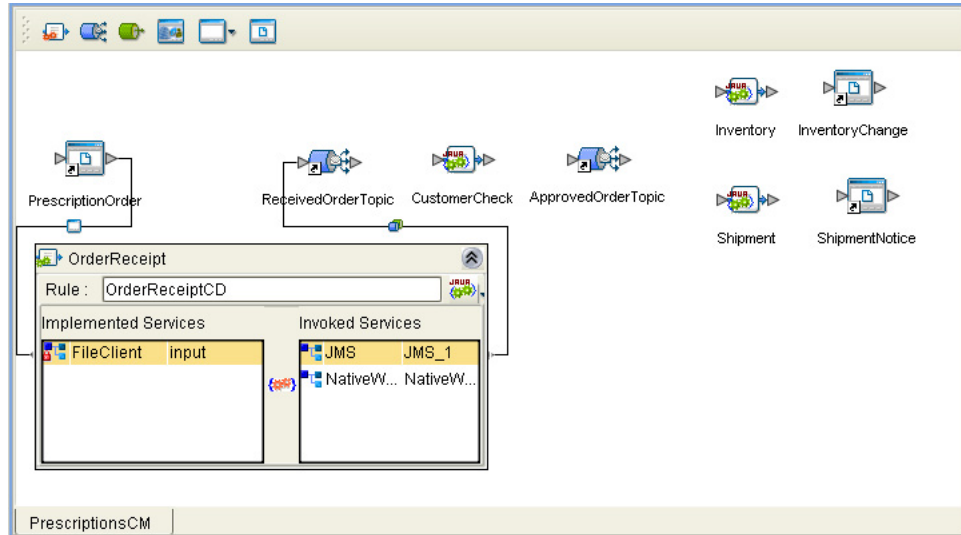 Inventory InventoryChange
PrescriptionOrder ReceivedOrderTopic CustomerCheck ApprovedOrderTopic
Shipment ShipmentNotice
OrderReceipt
Rule : OrderReceiptCD JAVA
Implemented Services Invoked Services
FileClient input JMS JMS_1
NativeW... NativeW...
PrescriptionsCM